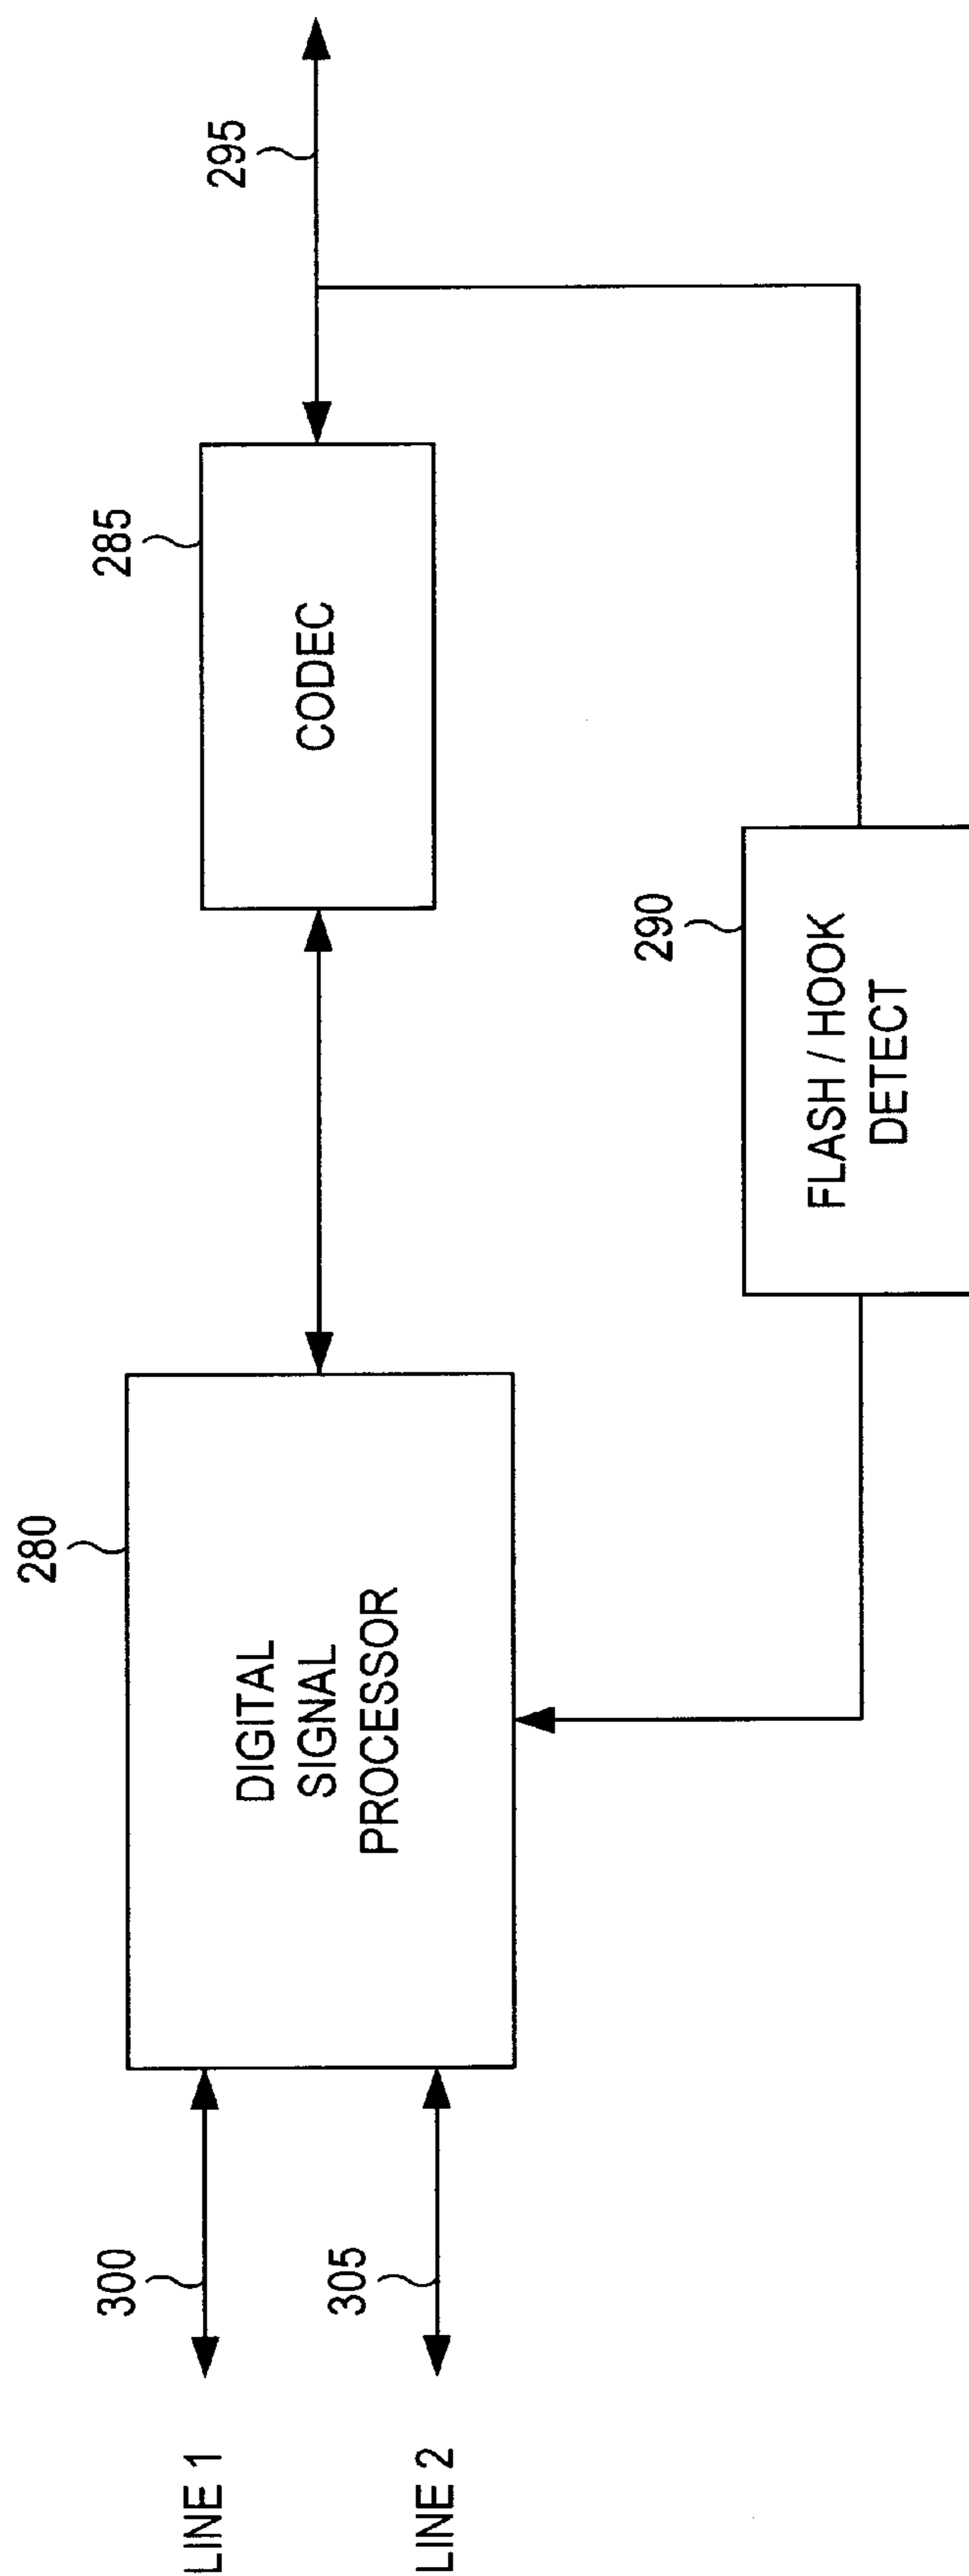 295
285
CODEC
290
FLASH / HOOK
DETECT
280
DIGITAL
SIGNAL
PROCESSOR
300
305
LINE 1
LINE 2